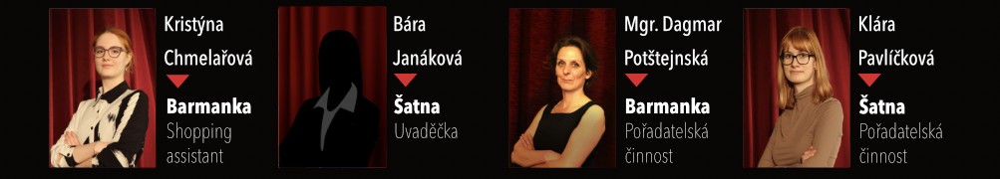 Kristýna
Chmelařová
Barmanka
Shopping
assistant
Bára
Janáková
Šatna
Uvaděčka
Mgr. Dagmar
Potštejnská
Barmanka
Pořadatelská
činnost
Klára
Pavlíčková
Šatna
Pořadatelská
činnost